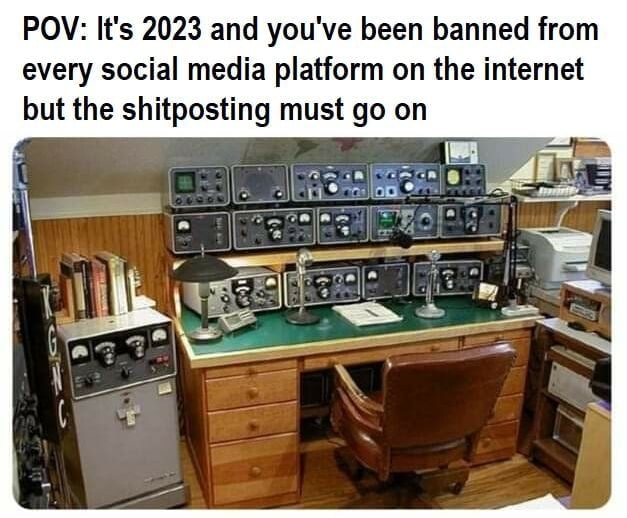 POV: It's 2023 and you've been banned from
every social media platform on the internet
but the shitposting must go on